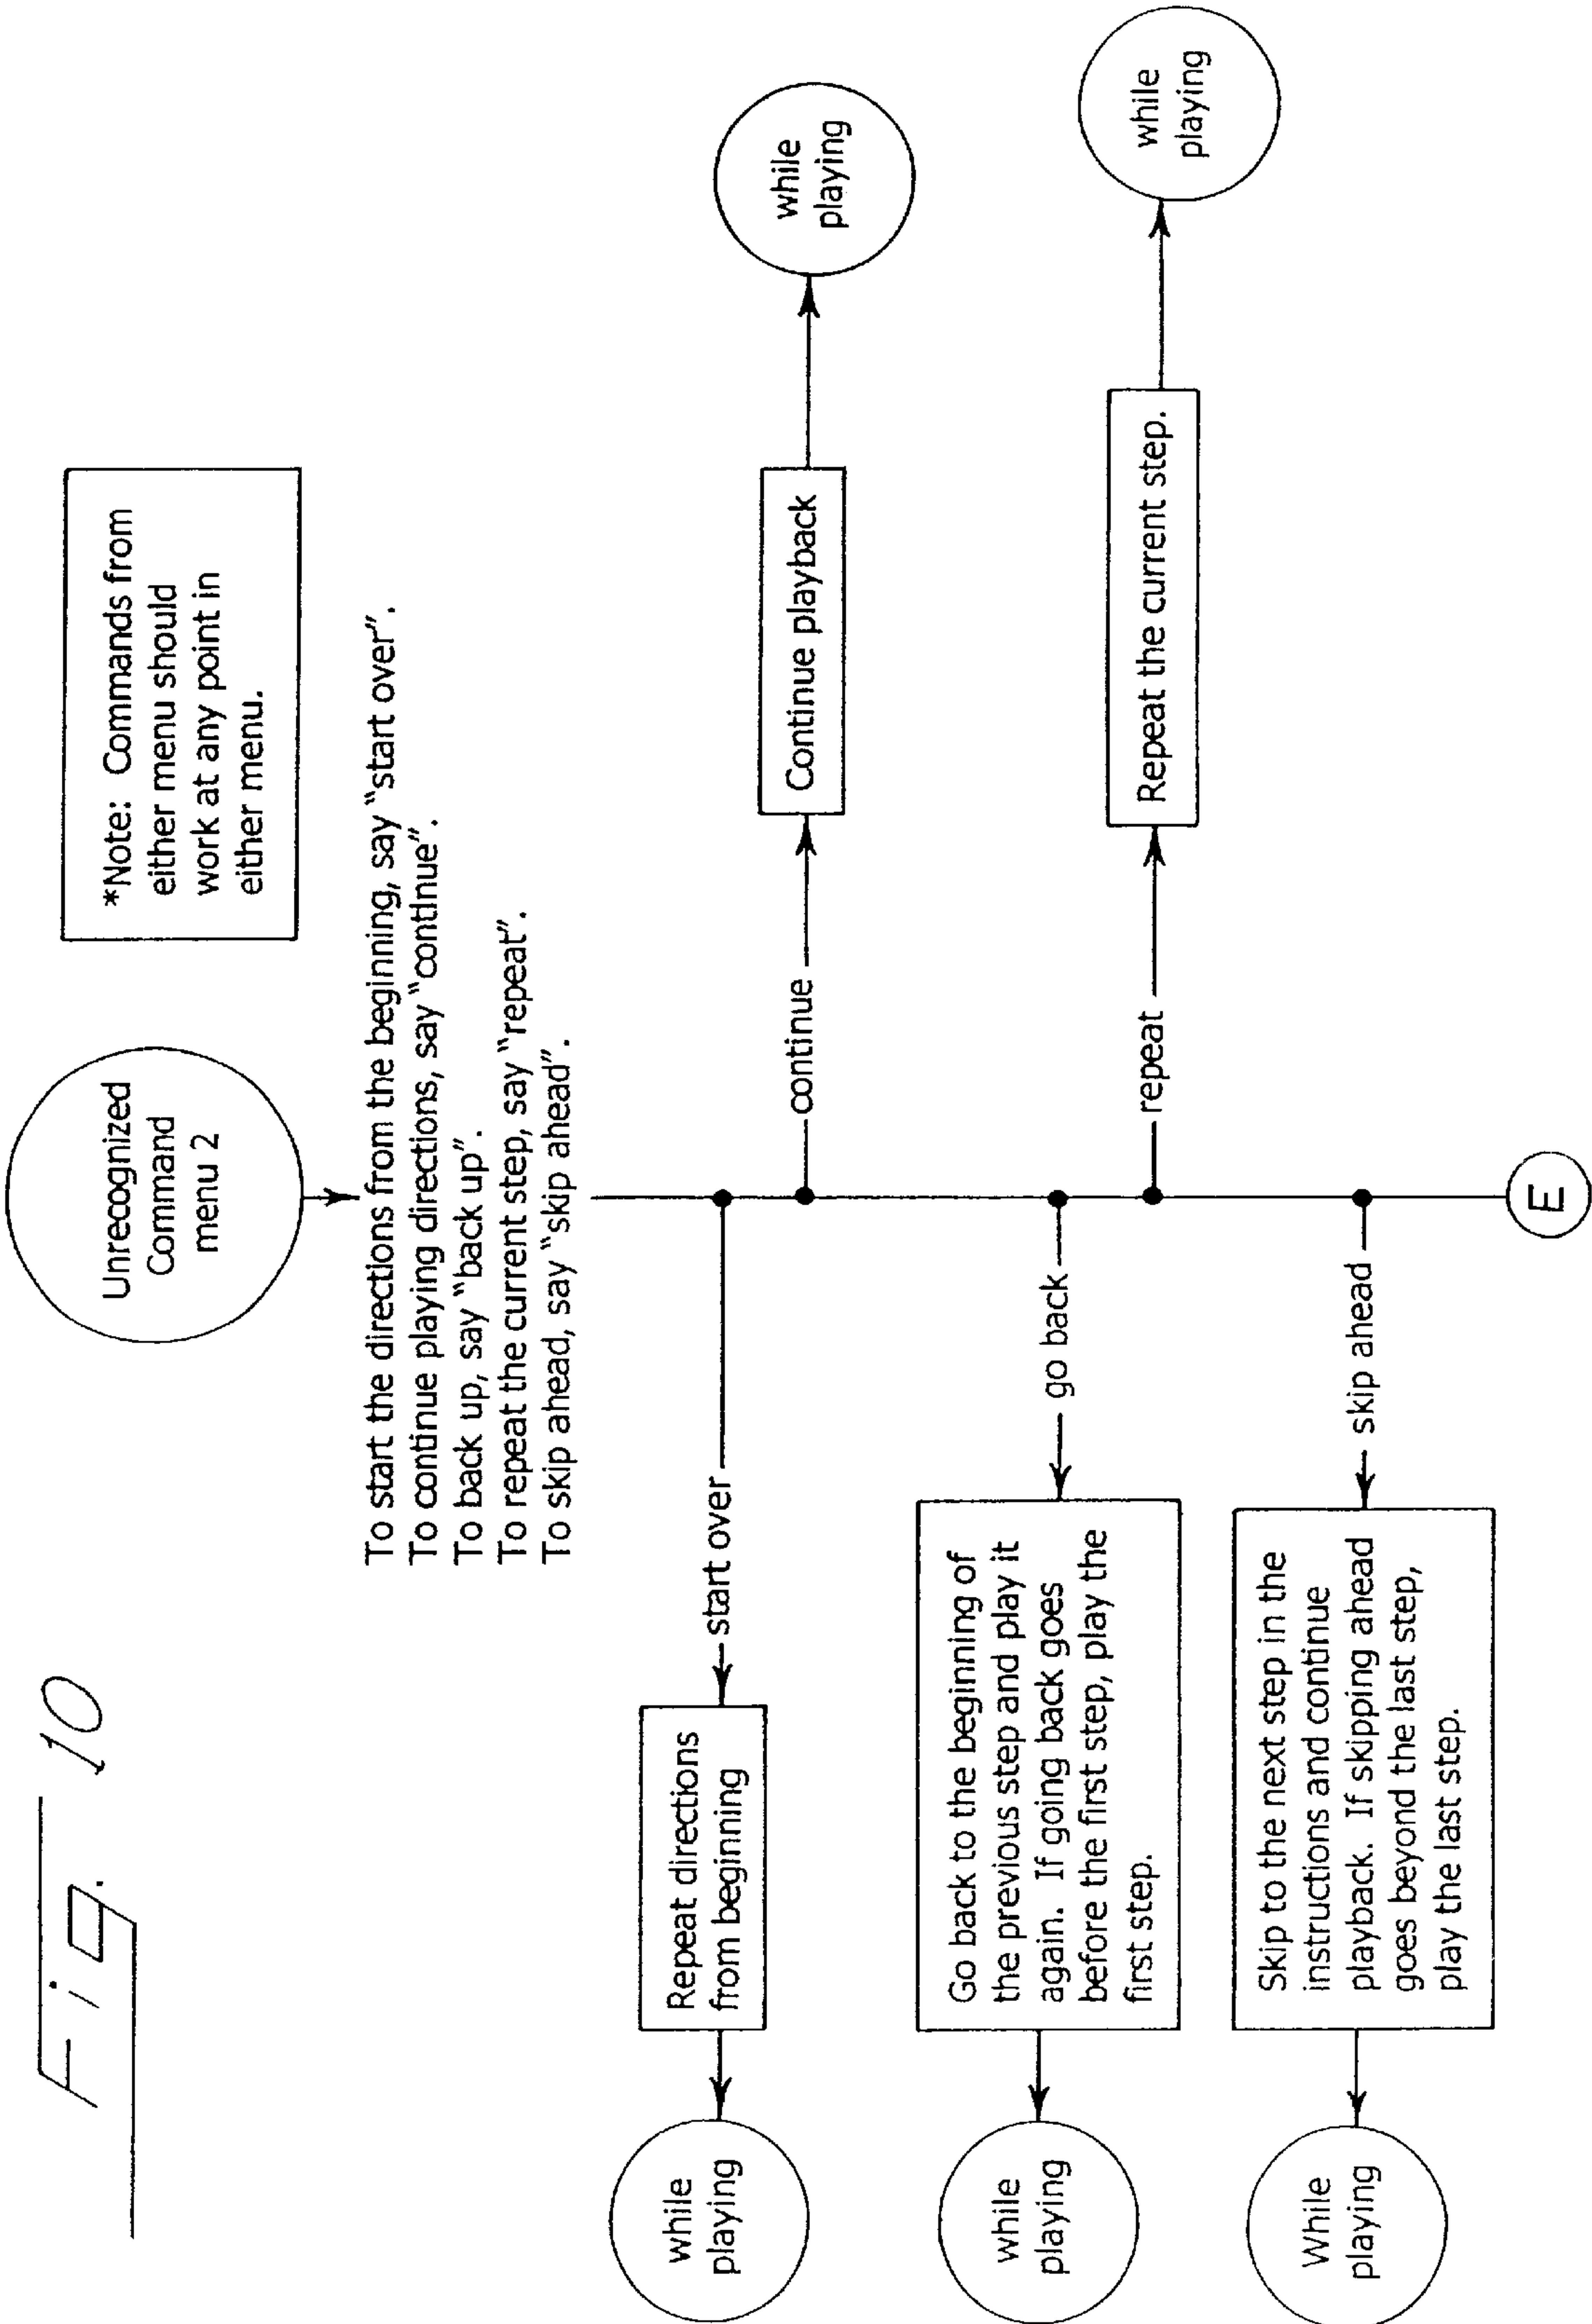 Fig. 10
Unrecognized
Command
menu 2
*Note: Commands from
either menu should
work at any point in
either menu.
To start the directions from the beginning, say "start over".
To continue playing directions, say "continue".
To back up, say "back up".
To repeat the current step, say "repeat".
To skip ahead, say "skip ahead".
while
playing
Repeat directions
from beginning
start over
continue
Continue playback
while
playing
while
playing
Go back to the beginning of
the previous step and play it
again. If going back goes
before the first step, play the
first step.
go back
repeat
Repeat the current step.
while
playing
While
playing
Skip to the next step in the
instructions and continue
playback. If skipping ahead
goes beyond the last step,
play the last step.
skip ahead
E